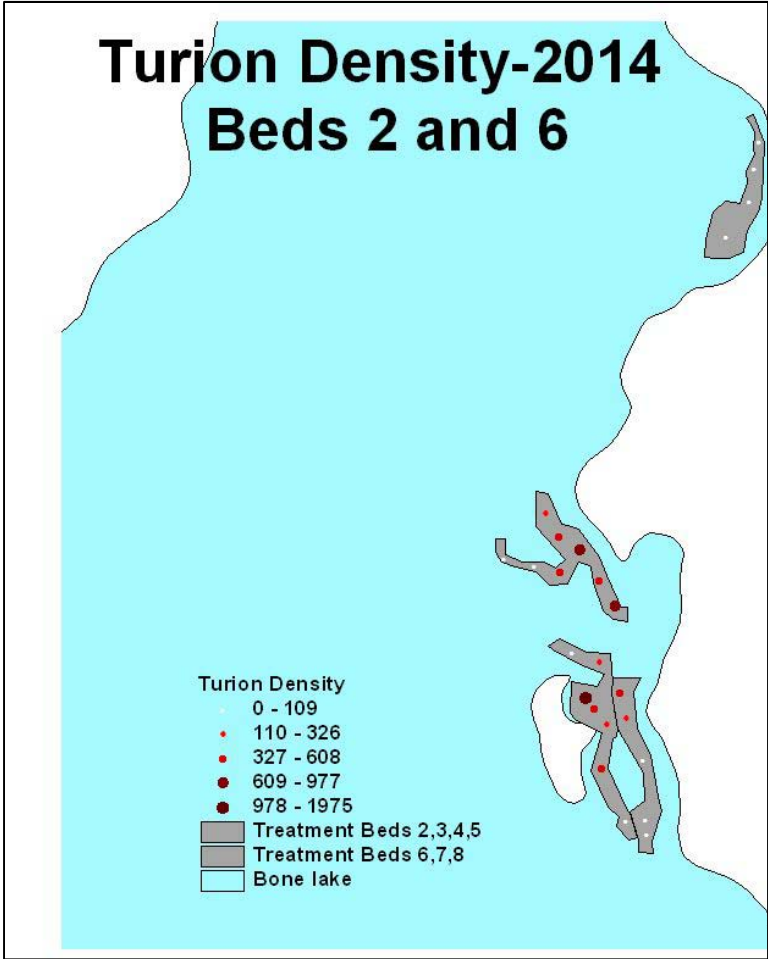 Turion Density-2014
Beds 2 and 6
Turion Density
0 - 109
110 - 326
327 - 608
609 - 977
978 - 1975
Treatment Beds 2,3,4,5
Treatment Beds 6,7,8
Bone lake